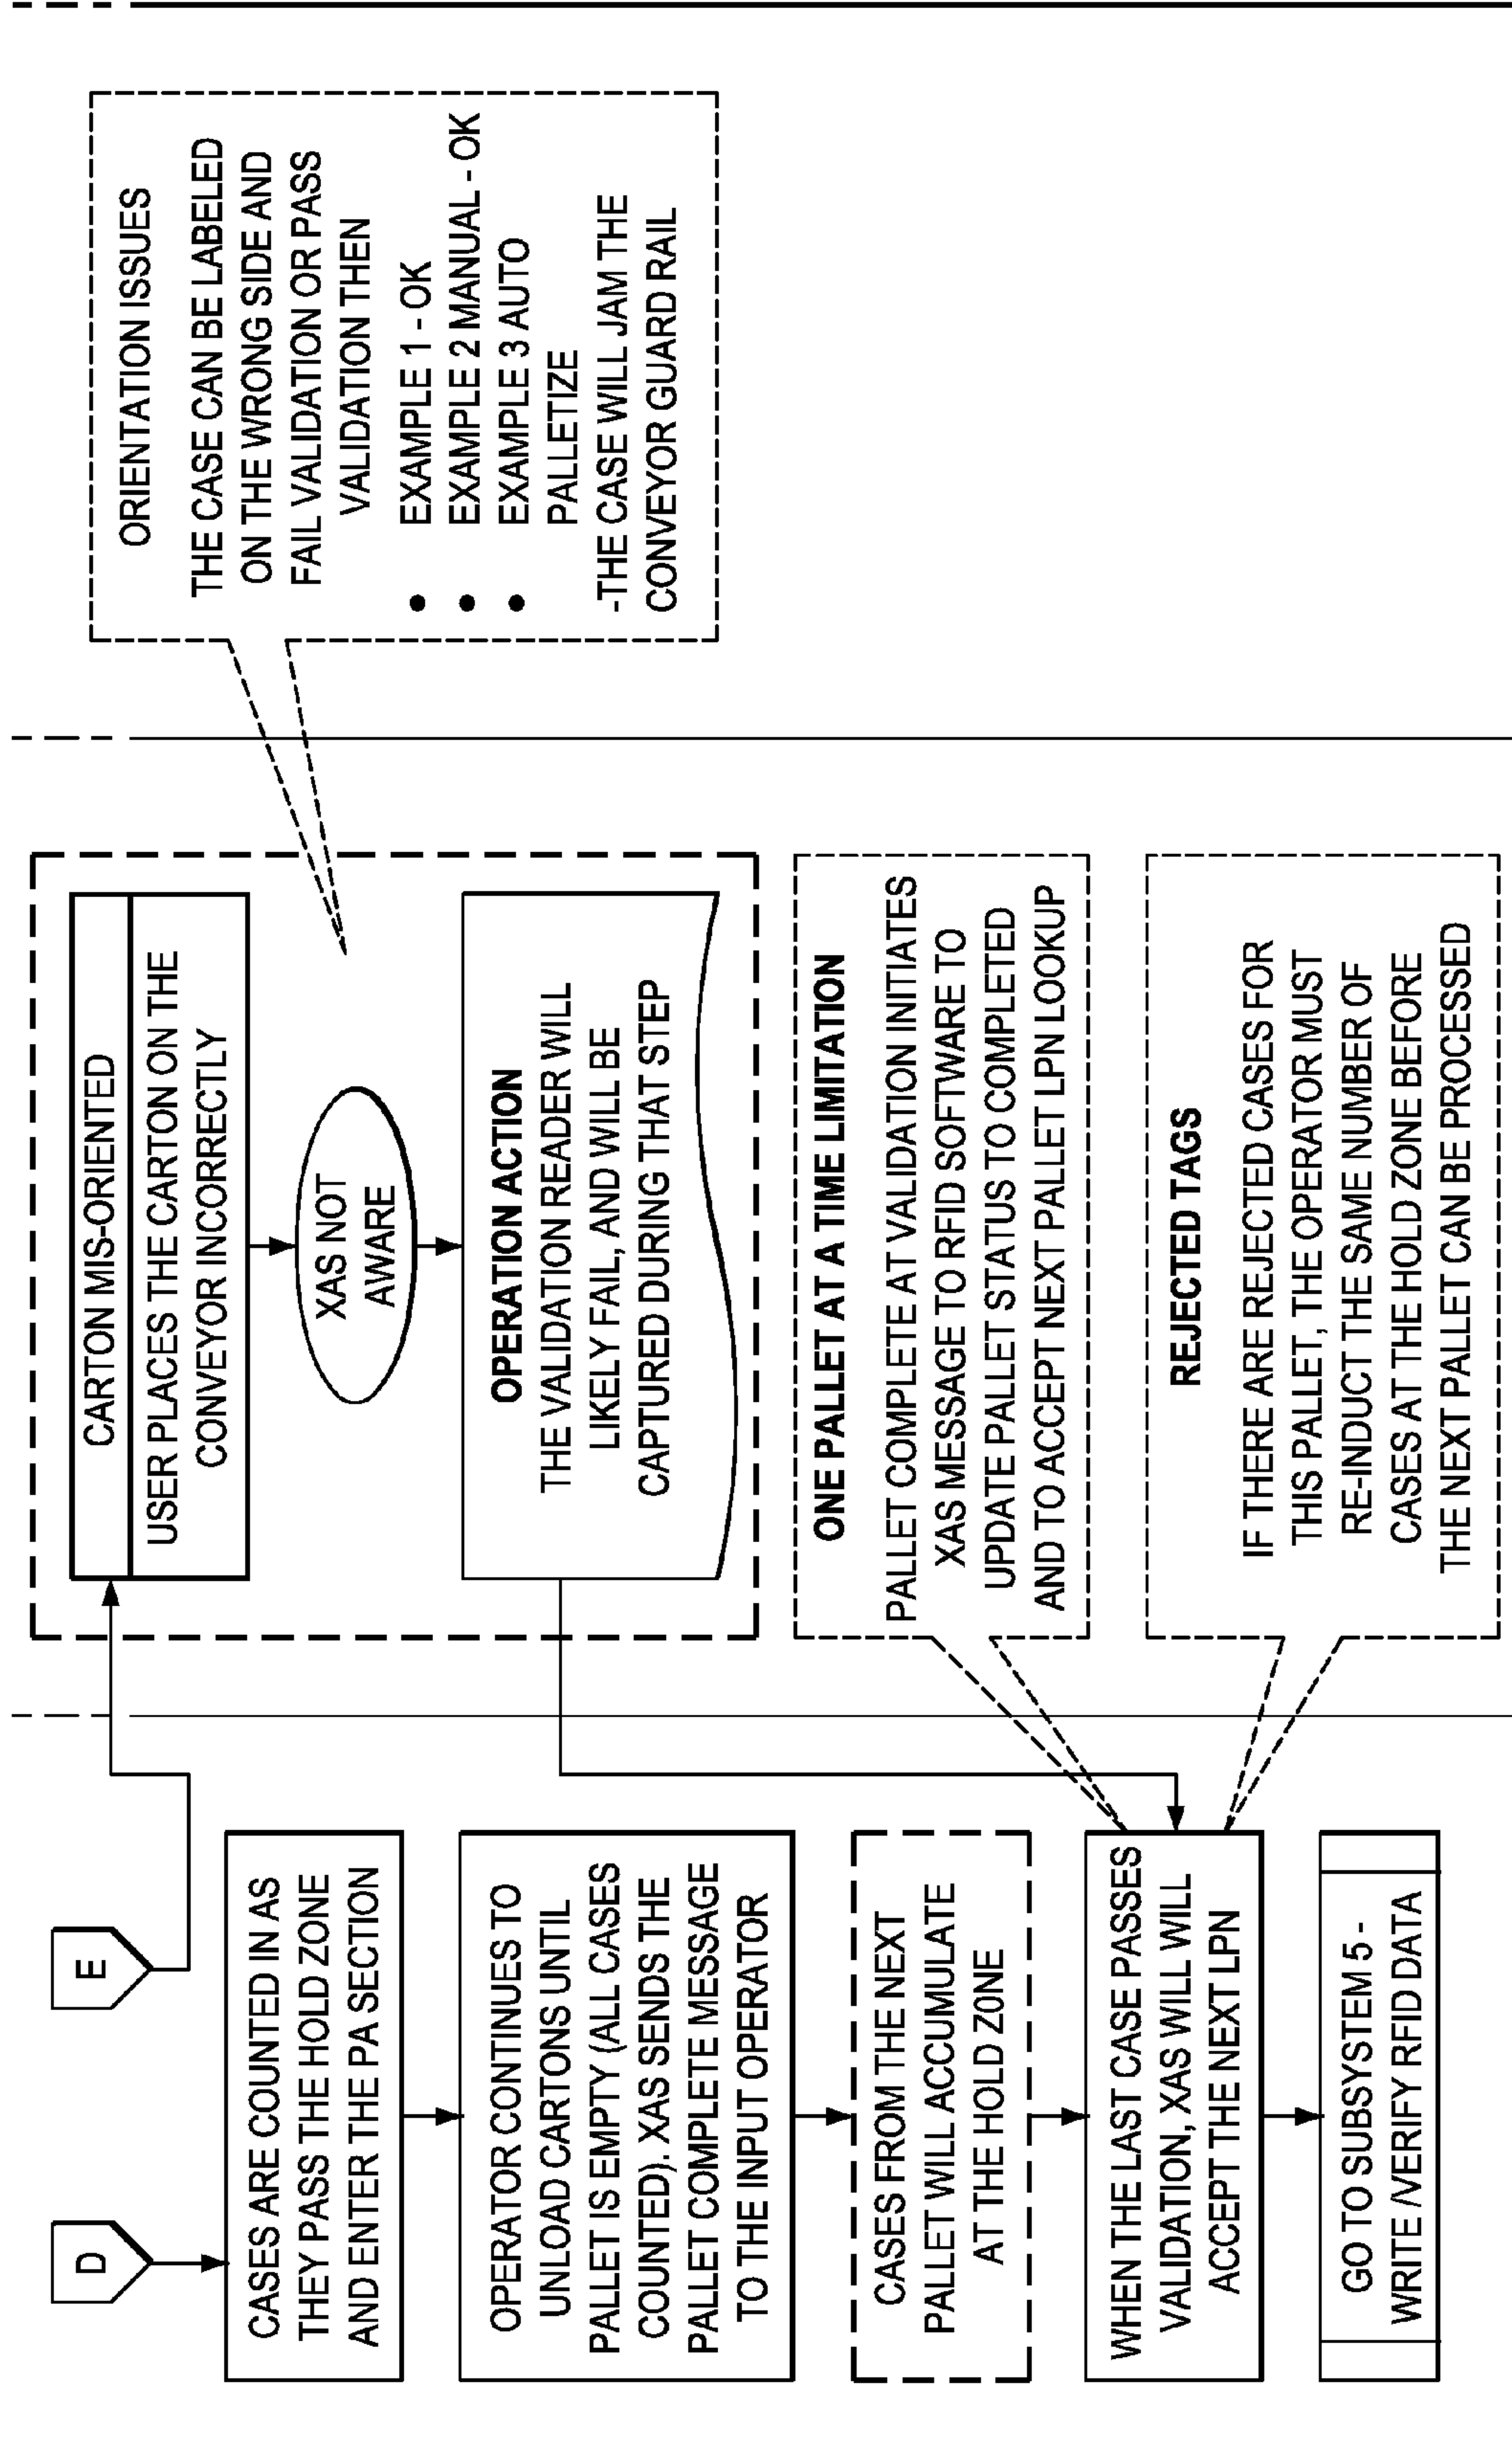 D
E
CASES ARE COUNTED IN AS
THEY PASS THE HOLD ZONE
AND ENTER THE PA SECTION
OPERATOR CONTINUES TO
UNLOAD CARTONS UNTIL
PALLET IS EMPTY (ALL CASES
COUNTED). XAS SENDS THE
PALLET COMPLETE MESSAGE
TO THE INPUT OPERATOR
CASES FROM THE NEXT
PALLET WILL ACCUMULATE
AT THE HOLD ZONE
WHEN THE LAST CASE PASSES
VALIDATION, XAS WILL WILL
ACCEPT THE NEXT LPN
GO TO SUBSYSTEM 5 -
WRITE /VERIFY RFID DATA
CARTON MIS-ORIENTED
USER PLACES THE CARTON ON THE
CONVEYOR INCORRECTLY
XAS NOT
AWARE
OPERATION ACTION
THE VALIDATION READER WILL
LIKELY FAIL, AND WILL BE
CAPTURED DURING THAT STEP
ONE PALLET AT A TIME LIMITATION
PALLET COMPLETE AT VALIDATION INITIATES
XAS MESSAGE TO RFID SOFTWARE TO
UPDATE PALLET STATUS TO COMPLETED
AND TO ACCEPT NEXT PALLET LPN LOOKUP
REJECTED TAGS
IF THERE ARE REJECTED CASES FOR
THIS PALLET, THE OPERATOR MUST
RE-INDUCT THE SAME NUMBER OF
CASES AT THE HOLD ZONE BEFORE
THE NEXT PALLET CAN BE PROCESSED
ORIENTATION ISSUES
THE CASE CAN BE LABELED
ON THE WRONG SIDE AND
FAIL VALIDATION OR PASS
VALIDATION THEN
• EXAMPLE 1 - OK
• EXAMPLE 2 MANUAL - OK
• EXAMPLE 3 AUTO
PALLETIZE
-THE CASE WILL JAM THE
CONVEYOR GUARD RAIL